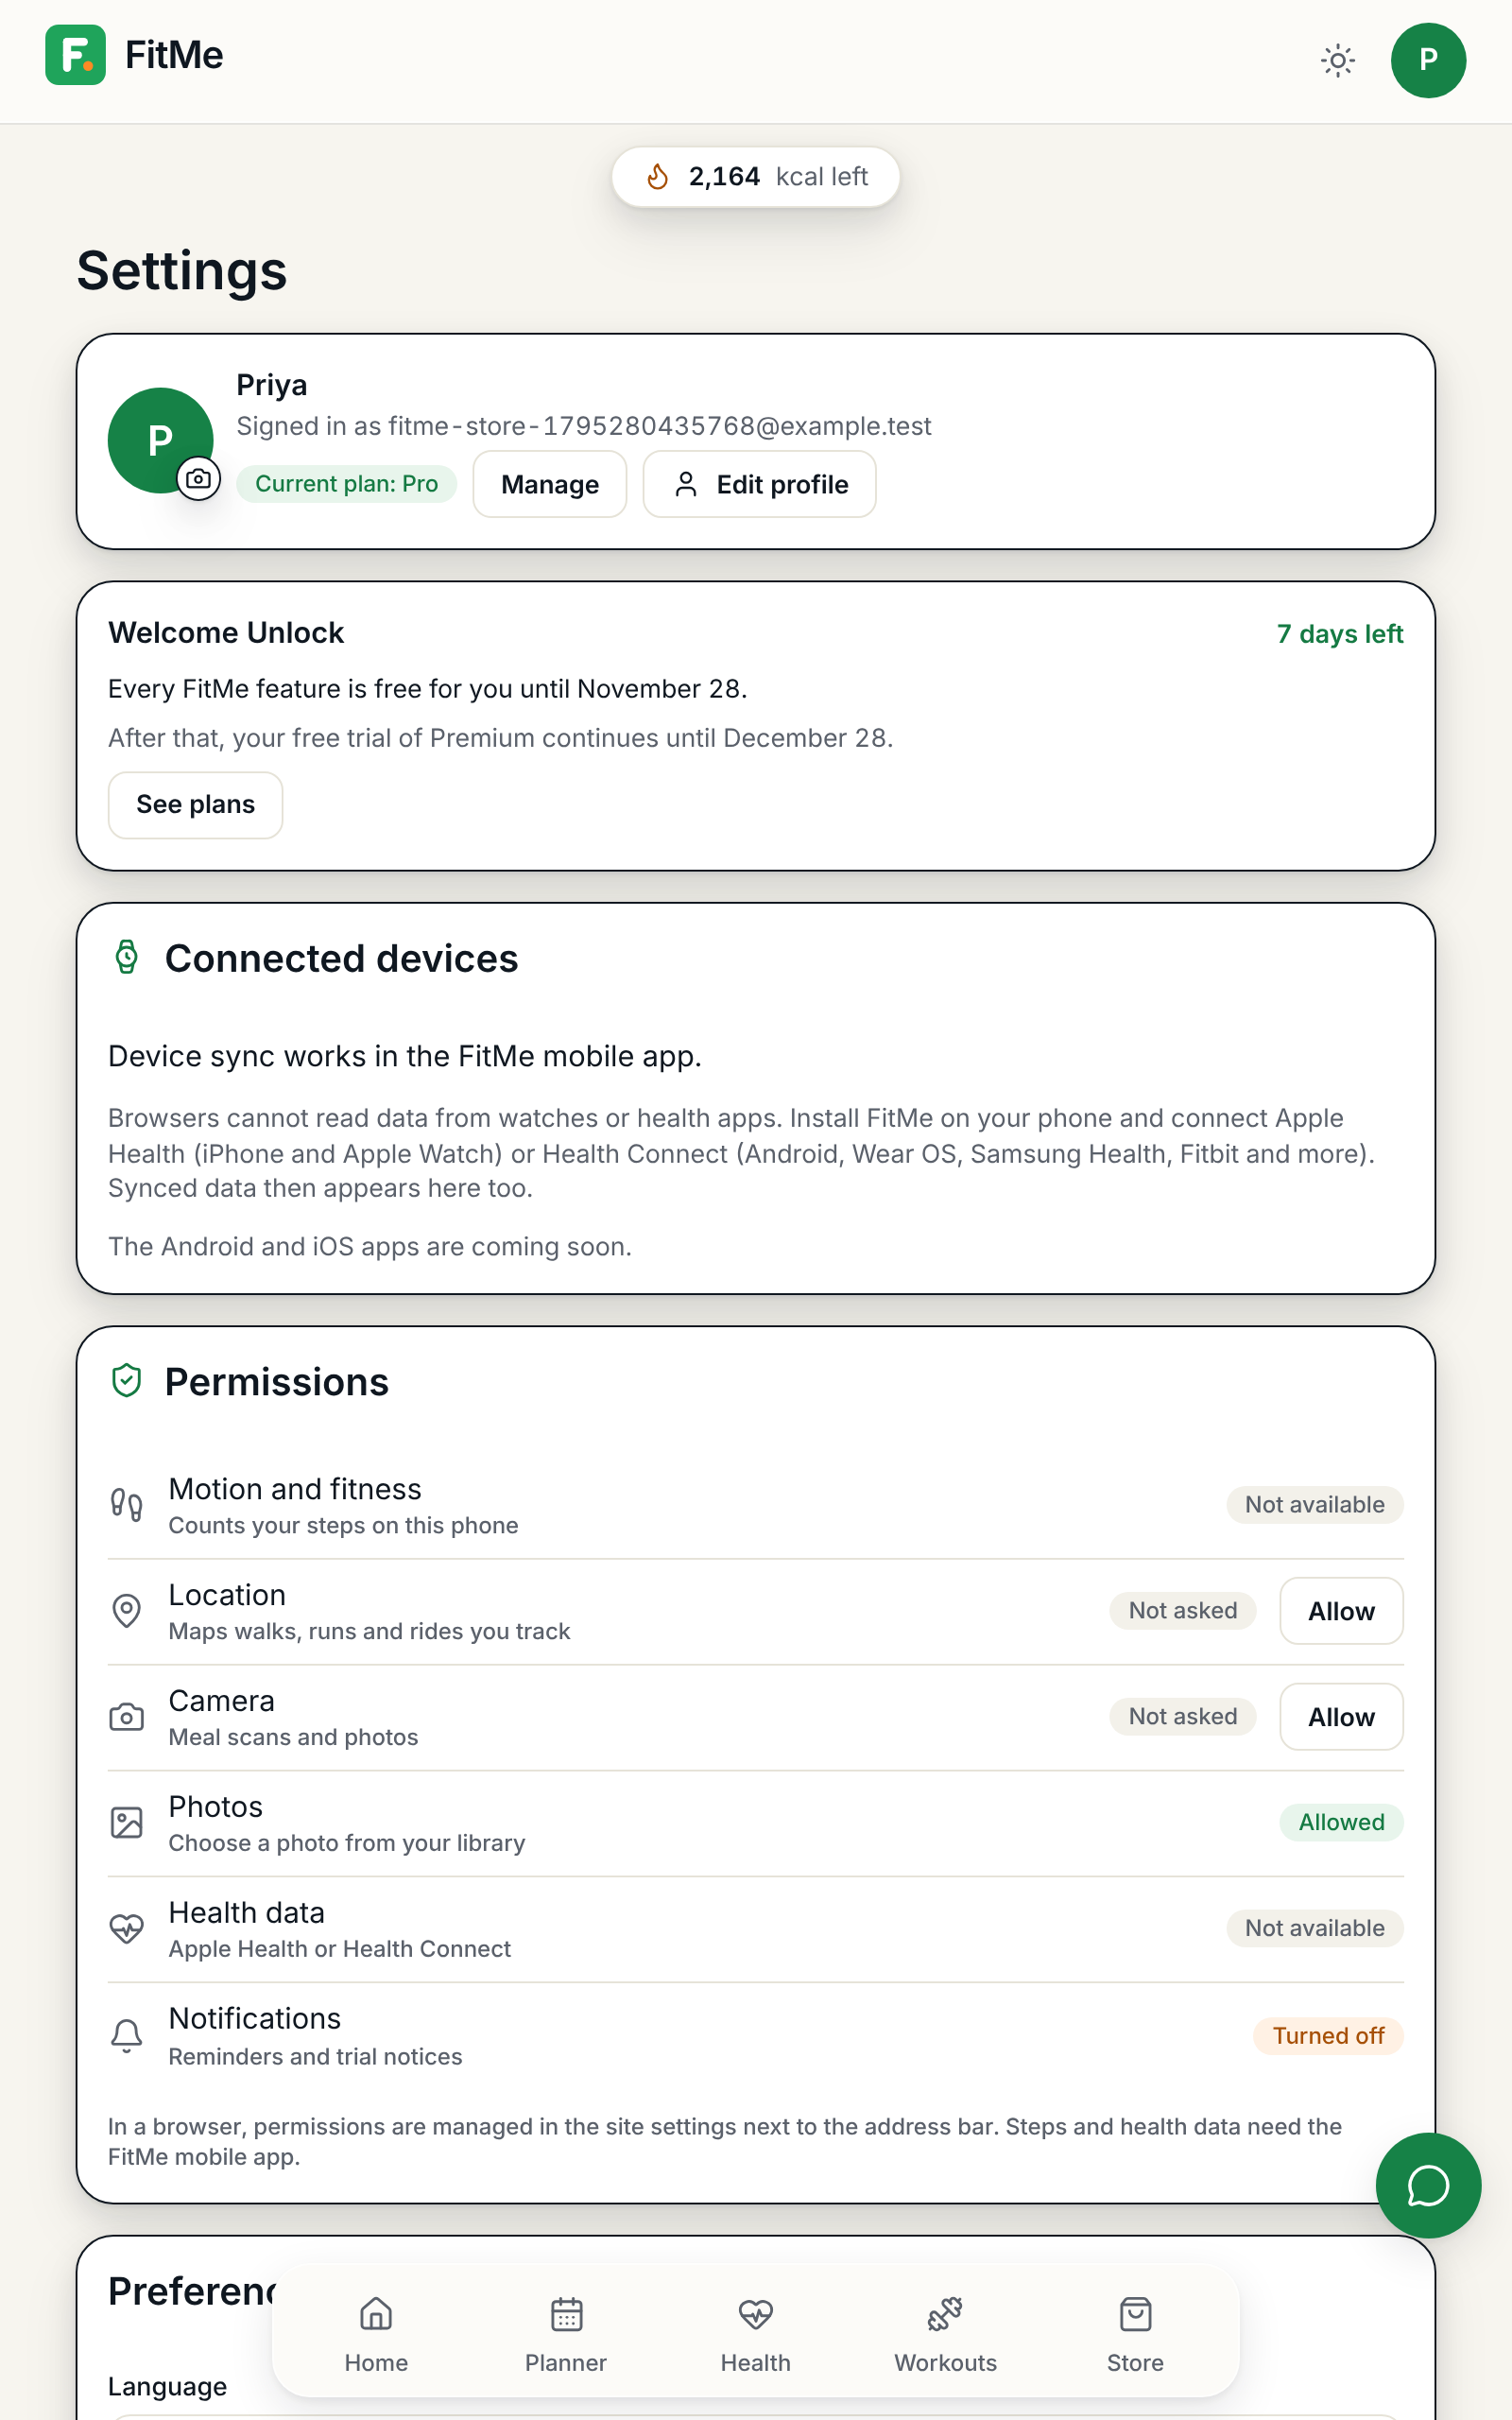 F.
FitMe
P
2,164 kcal left
Settings
P
Priya
Signed in as fitme-store-1795280435768@example.test
Current plan: Pro
Manage
Edit profile
Welcome Unlock
7 days left
Every FitMe feature is free for you until November 28.
After that, your free trial of Premium continues until December 28.
See plans
Connected devices
Device sync works in the FitMe mobile app.
Browsers cannot read data from watches or health apps. Install FitMe on your phone and connect Apple
Health (iPhone and Apple Watch) or Health Connect (Android, Wear OS, Samsung Health, Fitbit and more).
Synced data then appears here too.
The Android and iOS apps are coming soon.
Permissions
Motion and fitness
Counts your steps on this phone
Not available
Location
Maps walks, runs and rides you track
Not asked
Allow
Camera
Meal scans and photos
Not asked
Allow
Photos
Choose a photo from your library
Allowed
Health data
Apple Health or Health Connect
Not available
Notifications
Reminders and trial notices
Turned off
In a browser, permissions are managed in the site settings next to the address bar. Steps and health data need the
FitMe mobile app.
Language
Home
Planner
Health
Workouts
Store